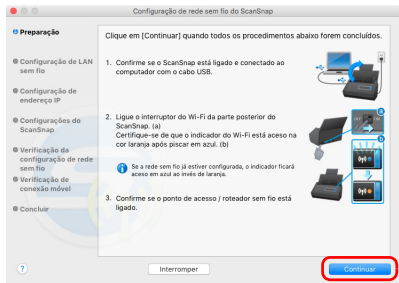 Configuração de rede sem fio do ScanSnap
Preparação
Configuração de LAN
sem fio
Configuração de
endereço IP
Configurações do
ScanSnap
Verificação da
configuração de rede
sem fio
Verificação de
conexão móvel
Concluir
Clique em [Continuar] quando todos os procedimentos abaixo forem concluídos.
1. Confirme se o ScanSnap está ligado e conectado ao
computador com o cabo USB.
2. Ligue o interruptor do Wi-Fi da parte posterior do
ScanSnap. (a)
Certifique-se de que o indicador do Wi-Fi está aceso na
cor laranja após piscar em azul. (b)
Se a rede sem fio já estiver configurada, o indicador ficará
aceso em azul ao invés de laranja.
3. Confirme se o ponto de acesso / roteador sem fio está
ligado.
a
OFF ON
b
? Interromper Continuar